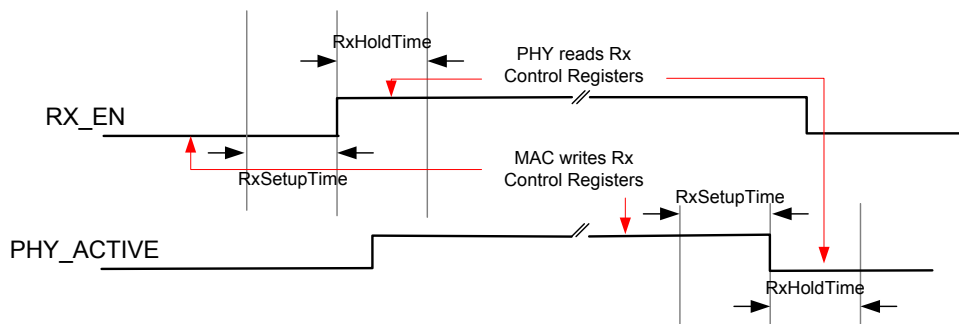 RxHoldTime
PHY reads Rx
Control Registers
RX_EN
MAC writes Rx
Control Registers
RxSetupTime
RxSetupTime
PHY_ACTIVE
RxHoldTime